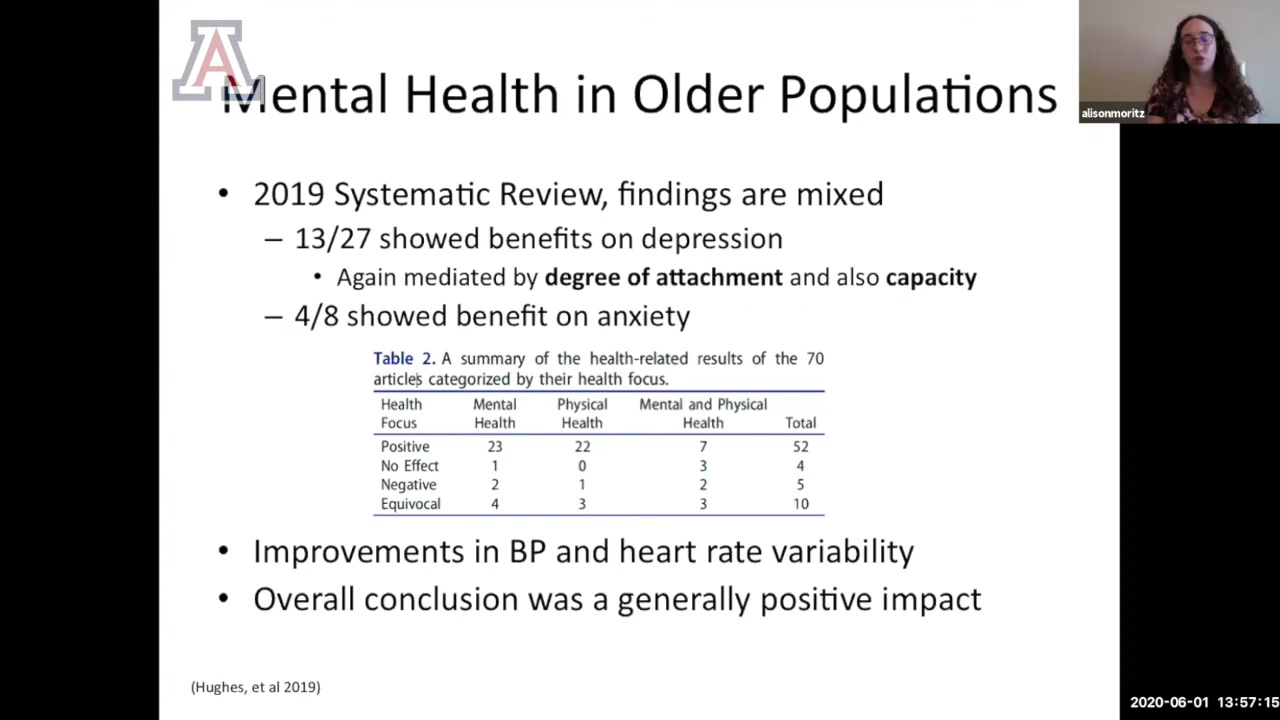 A
Mental Health in Older Populations
alisonmoritz
• 2019 Systematic Review, findings are mixed
– 13/27 showed benefits on depression
• Again mediated by degree of attachment and also capacity
– 4/8 showed benefit on anxiety
Table 2. A summary of the health-related results of the 70
articles categorized by their health focus.
Health Mental Physical Mental and Physical
Focus Health Health Health Total
Positive 23 22 7 52
No Effect 1 0 3 4
Negative 2 1 2 5
Equivocal 4 3 3 10
• Improvements in BP and heart rate variability
• Overall conclusion was a generally positive impact
(Hughes, et al 2019)
2020-06-01 13:57:15